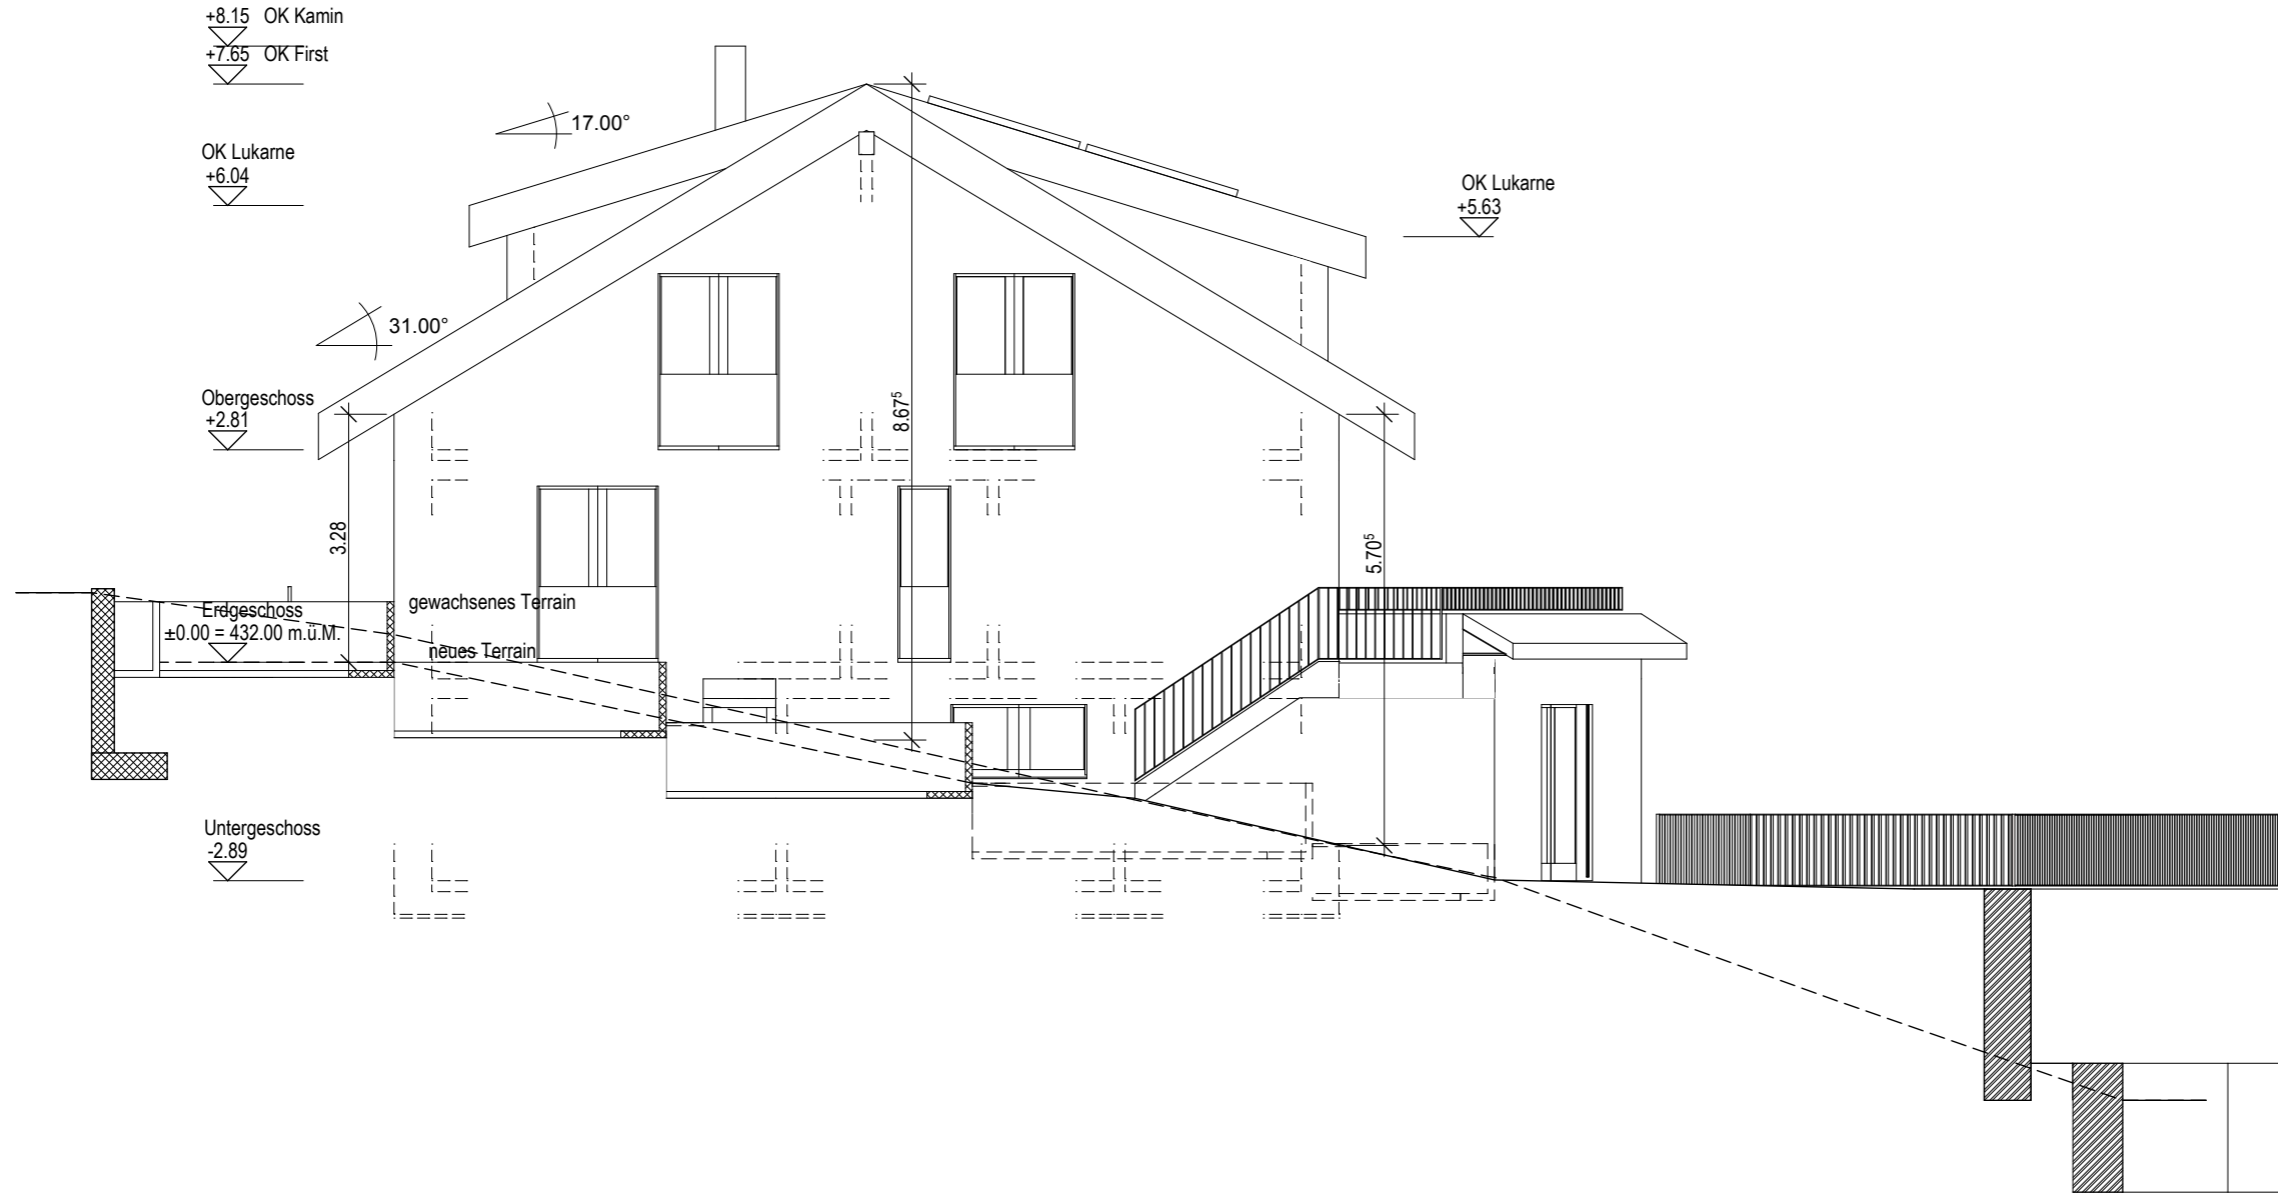 +8.15 OK Kamin
+7.65 OK First
17.00°
OK Lukarne
+6.04
OK Lukarne
+5.63
31.00°
Obergeschoss
+2.81
8.67⁵
3.28
5.70⁵
gewachsenes Terrain
Erdgeschoss
±0.00 = 432.00 m.ü.M.
neues Terrain
Untergeschoss
-2.89